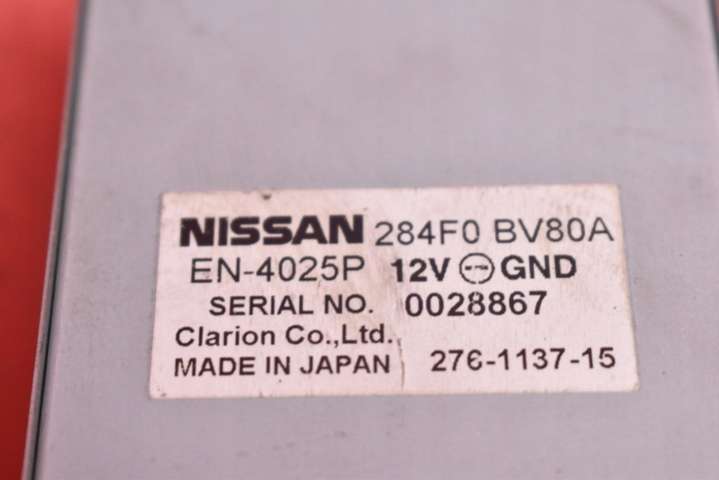 NISSAN 284F0 BV80A
EN-4025P 12V ⊖ GND
SERIAL NO. 0028867
Clarion Co.,Ltd.
MADE IN JAPAN 276-1137-15